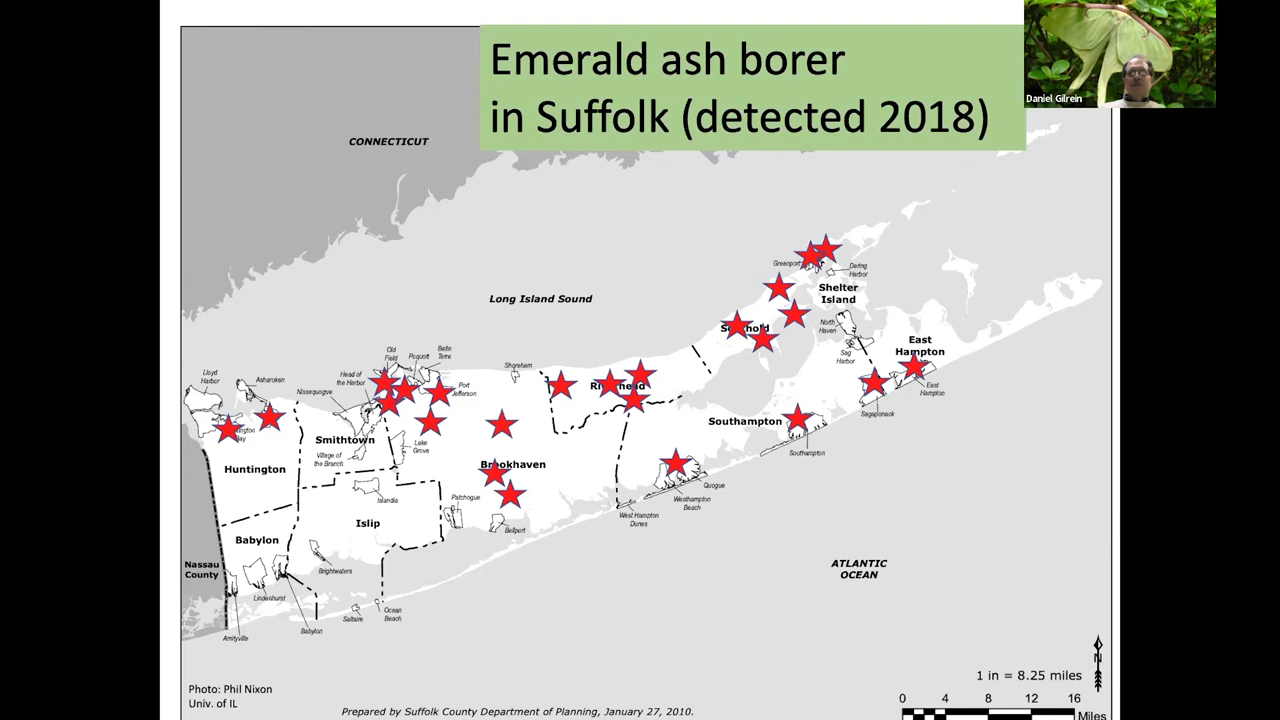 Emerald ash borer
in Suffolk (detected 2018)
Daniel Gilrein
CONNECTICUT
Long Island Sound
Greenport
Dering
Harbor
Shelter
Island
North
Haven
Sag
Harbor
East
Hampton
East
Hampton
Sagaponack
Southampton
Southampton
Quogue
Westhampton
Beach
West Hampton
Dunes
Shoreham
Old
Field
Poquott
Belle
Terre
Port
Jefferson
Head of
the Harbor
Nissequogue
Lloyd
Harbor
Asharoken
Smithtown
Village of
the Branch
Lake
Grove
Huntington
Brookhaven
Islandia
Patchogue
Bellport
Islip
Babylon
Nassau
County
Brightwaters
Lindenhurst
Amityville
Babylon
Saltaire
Ocean
Beach
ATLANTIC
OCEAN
N
1 in = 8.25 miles
0 4 8 12 16
Miles
Photo: Phil Nixon
Univ. of IL
Prepared by Suffolk County Department of Planning, January 27, 2010.